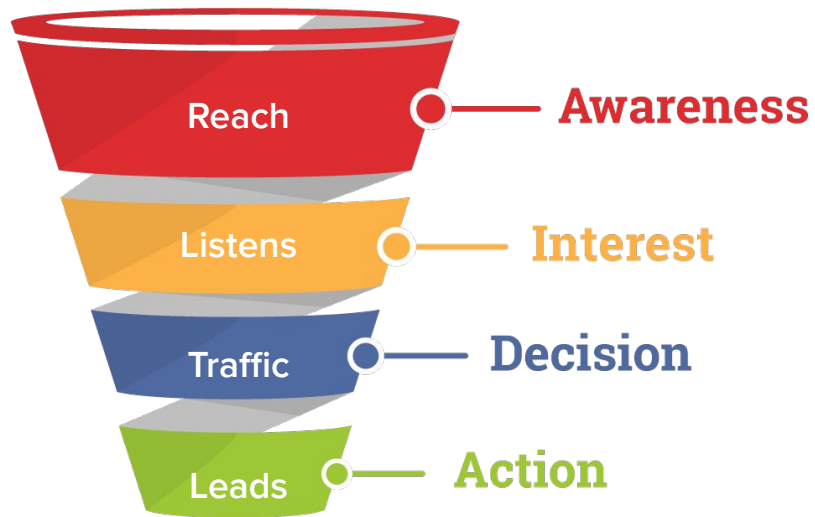 Reach
Awareness
Listens
Interest
Traffic
Decision
Leads
Action